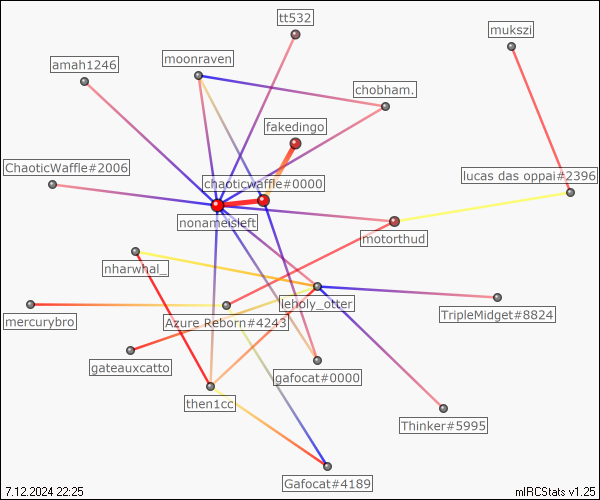 tt532
mukszi
moonraven
amah1246
chobham.
fakedingo
ChaoticWaffle#2006
lucas das oppai#2396
chaoticwaffle#0000
nonameisleft
motorthud
nharwhal_
leholy_otter
TripleMidget#8824
mercurybro
Azure Reborn#4243
gateauxcatto
gafocat#0000
then1cc
Thinker#5995
Gafocat#4189
7.12.2024 22:25
mIRCStats v1.25